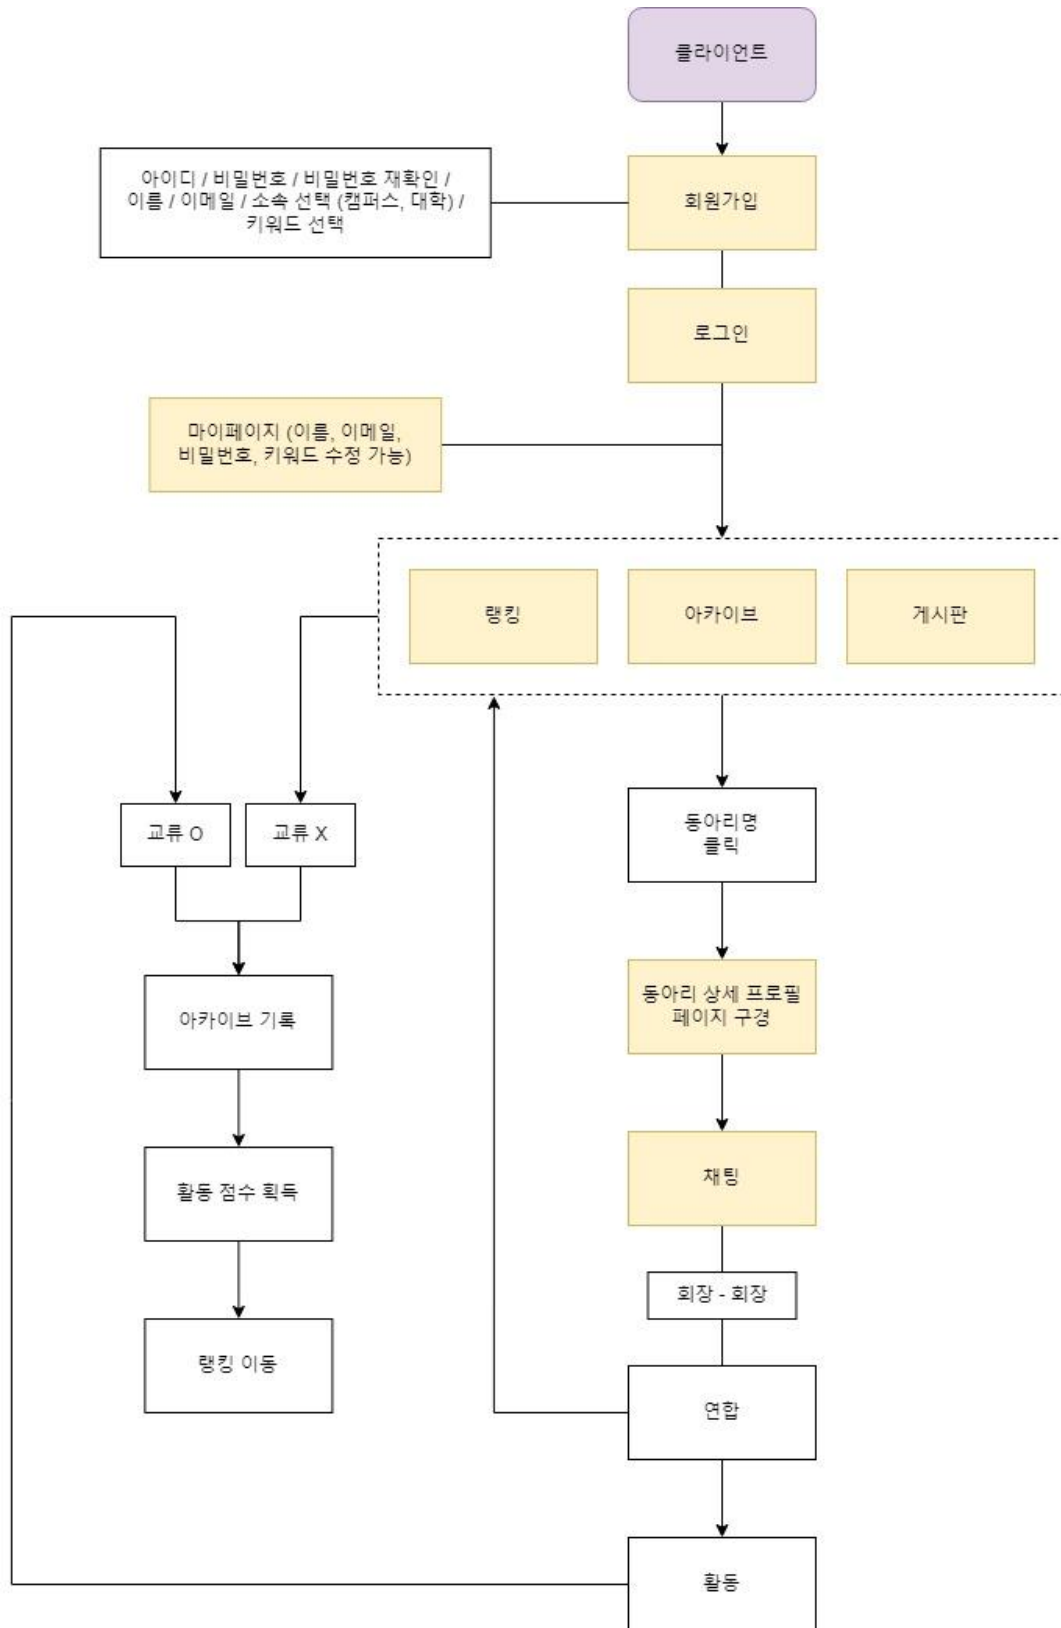 클라이언트
아이디 / 비밀번호 / 비밀번호 재확인 /
이름 / 이메일 / 소속 선택 (캠퍼스, 대학) /
키워드 선택
회원가입
로그인
마이페이지 (이름, 이메일,
비밀번호, 키워드 수정 가능)
랭킹
아카이브
게시판
교류 O
교류 X
동아리명
클릭
아카이브 기록
동아리 상세 프로필
페이지 구경
활동 점수 획득
채팅
회장 - 회장
랭킹 이동
연합
활동